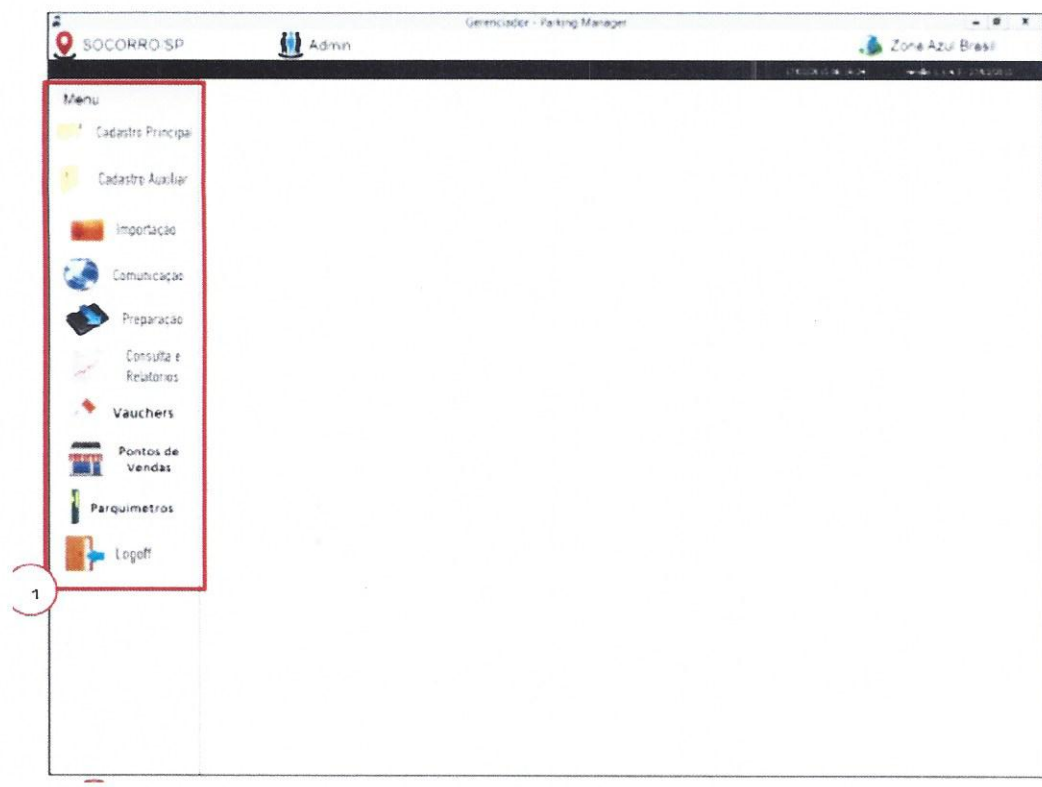 Gerenciador - Parking Manager
SOCORRO/SP
Admin
Zona Azul Brasil
Menu
Cadastro Principal
Cadastro Auxiliar
Importação
Comunicação
Preparação
Consulta e
Relatórios
Vauchers
Pontos de
Vendas
Parquimetros
Logoff
1